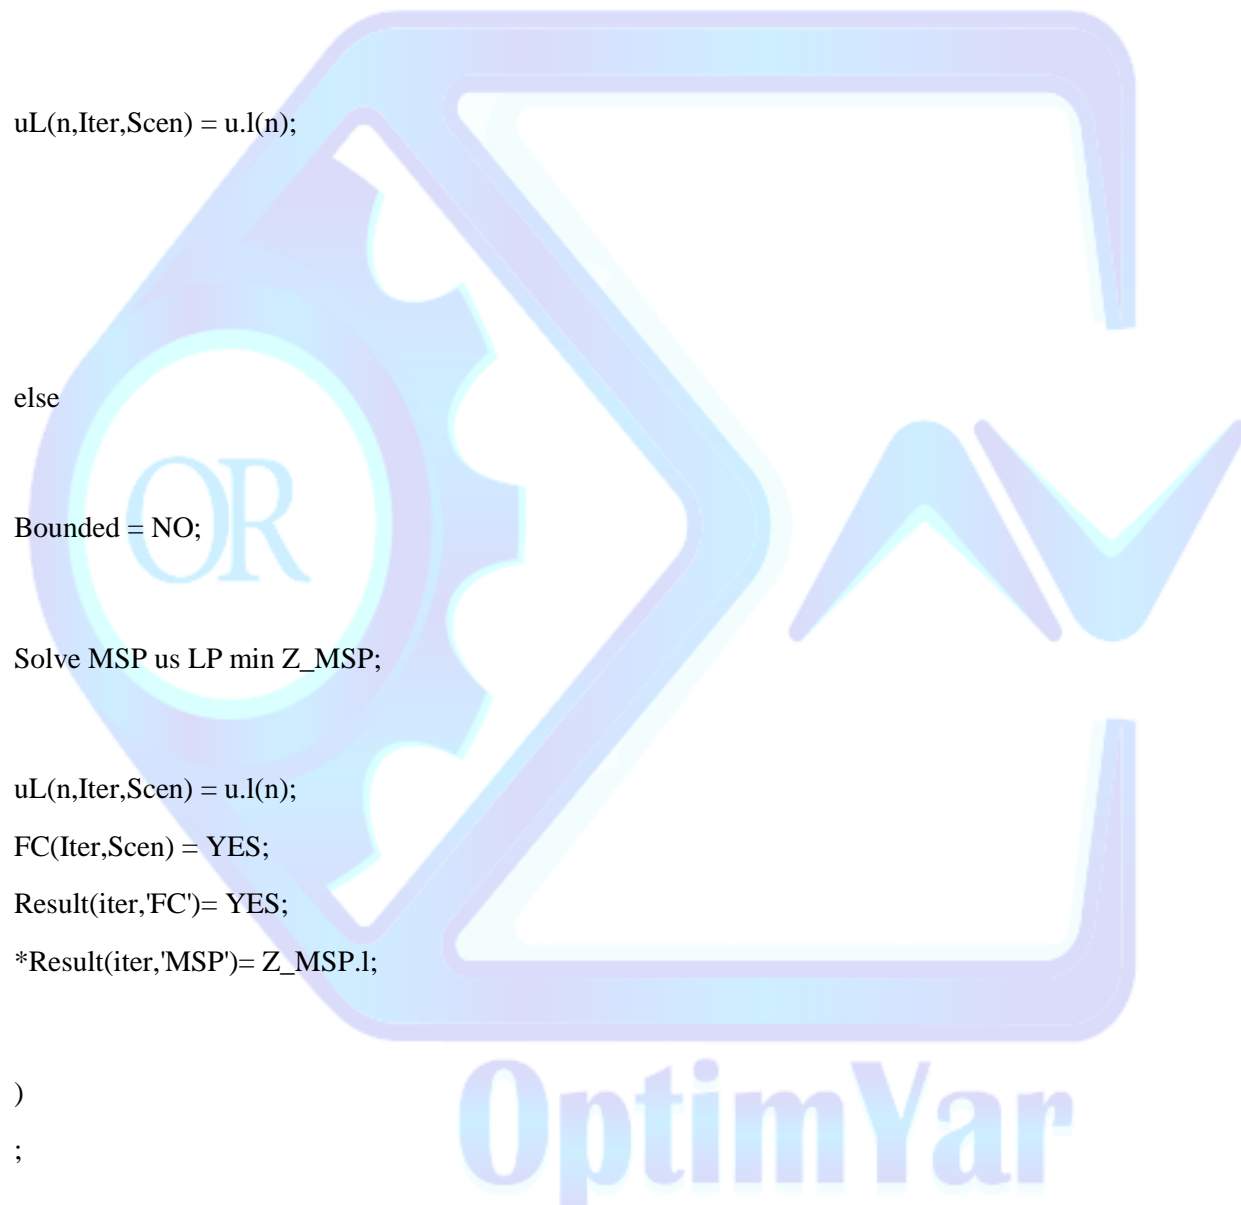 uL(n,Iter,Scen) = u.l(n);
else
OR
Bounded = NO;
Solve MSP us LP min Z_MSP;
uL(n,Iter,Scen) = u.l(n);
FC(Iter,Scen) = YES;
Result(iter,'FC')= YES;
*Result(iter,'MSP')= Z_MSP.l;
)
;
OptimYar